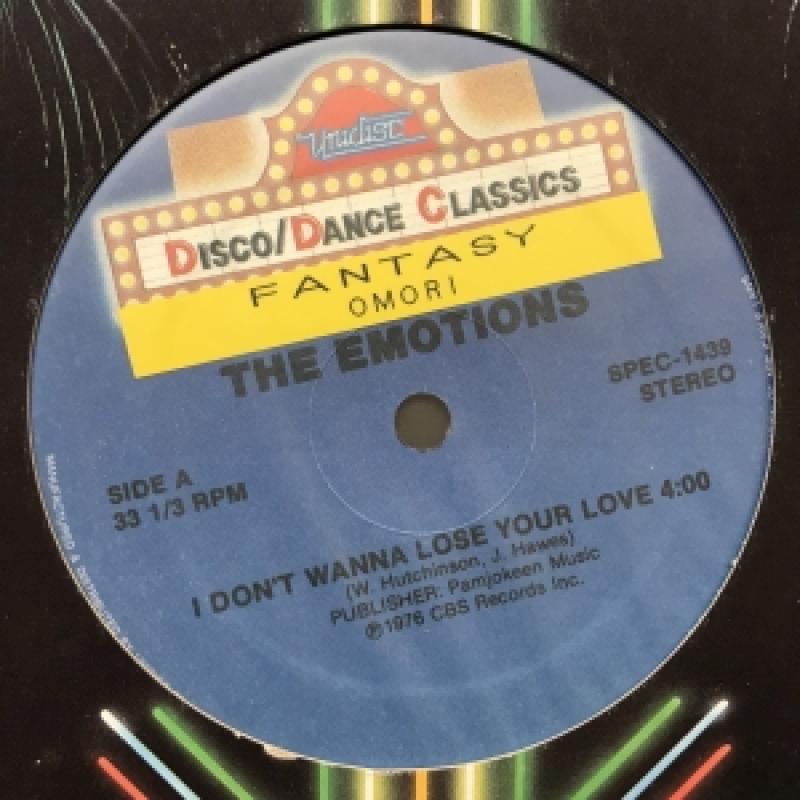 Unidisc
DISCO/DANCE CLASSICS
FANTASY
OMORI
THE EMOTIONS
SPEC-1439
STEREO
SIDE A
33 1/3 RPM
I DON'T WANNA LOSE YOUR LOVE 4:00
(W. Hutchinson, J. Hawes)
PUBLISHER: Pamjokeen Music
℗1976 CBS Records Inc.
MANUFACTURED &